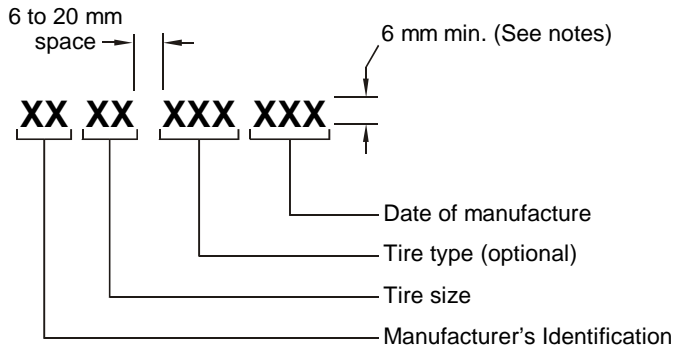 6 to 20 mm
space
6 mm min. (See notes)
XX XX XXX XXX
Date of manufacture
Tire type (optional)
Tire size
Manufacturer's Identification